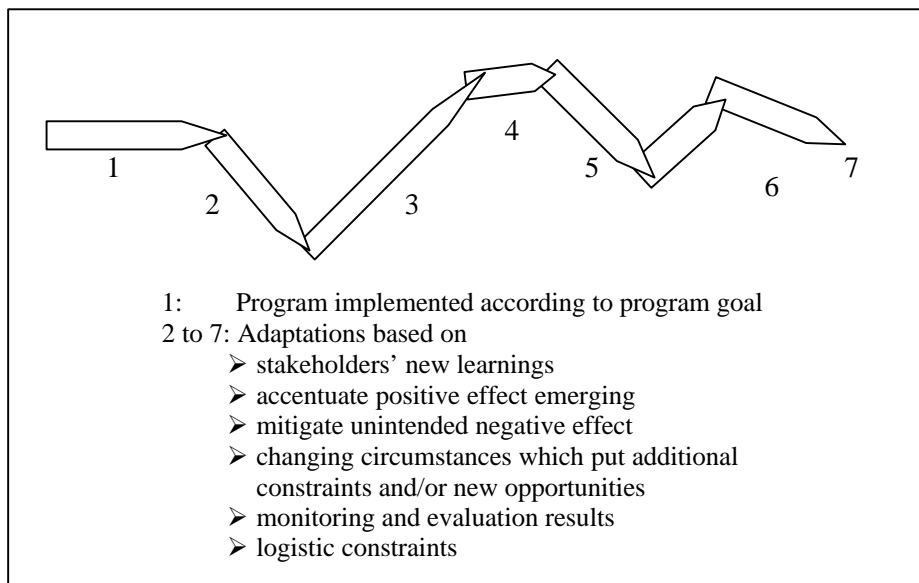 1
2
3
4
5
6
7
1: Program implemented according to program goal
2 to 7: Adaptations based on
➢ stakeholders’ new learnings
➢ accentuate positive effect emerging
➢ mitigate unintended negative effect
➢ changing circumstances which put additional
constraints and/or new opportunities
➢ monitoring and evaluation results
➢ logistic constraints